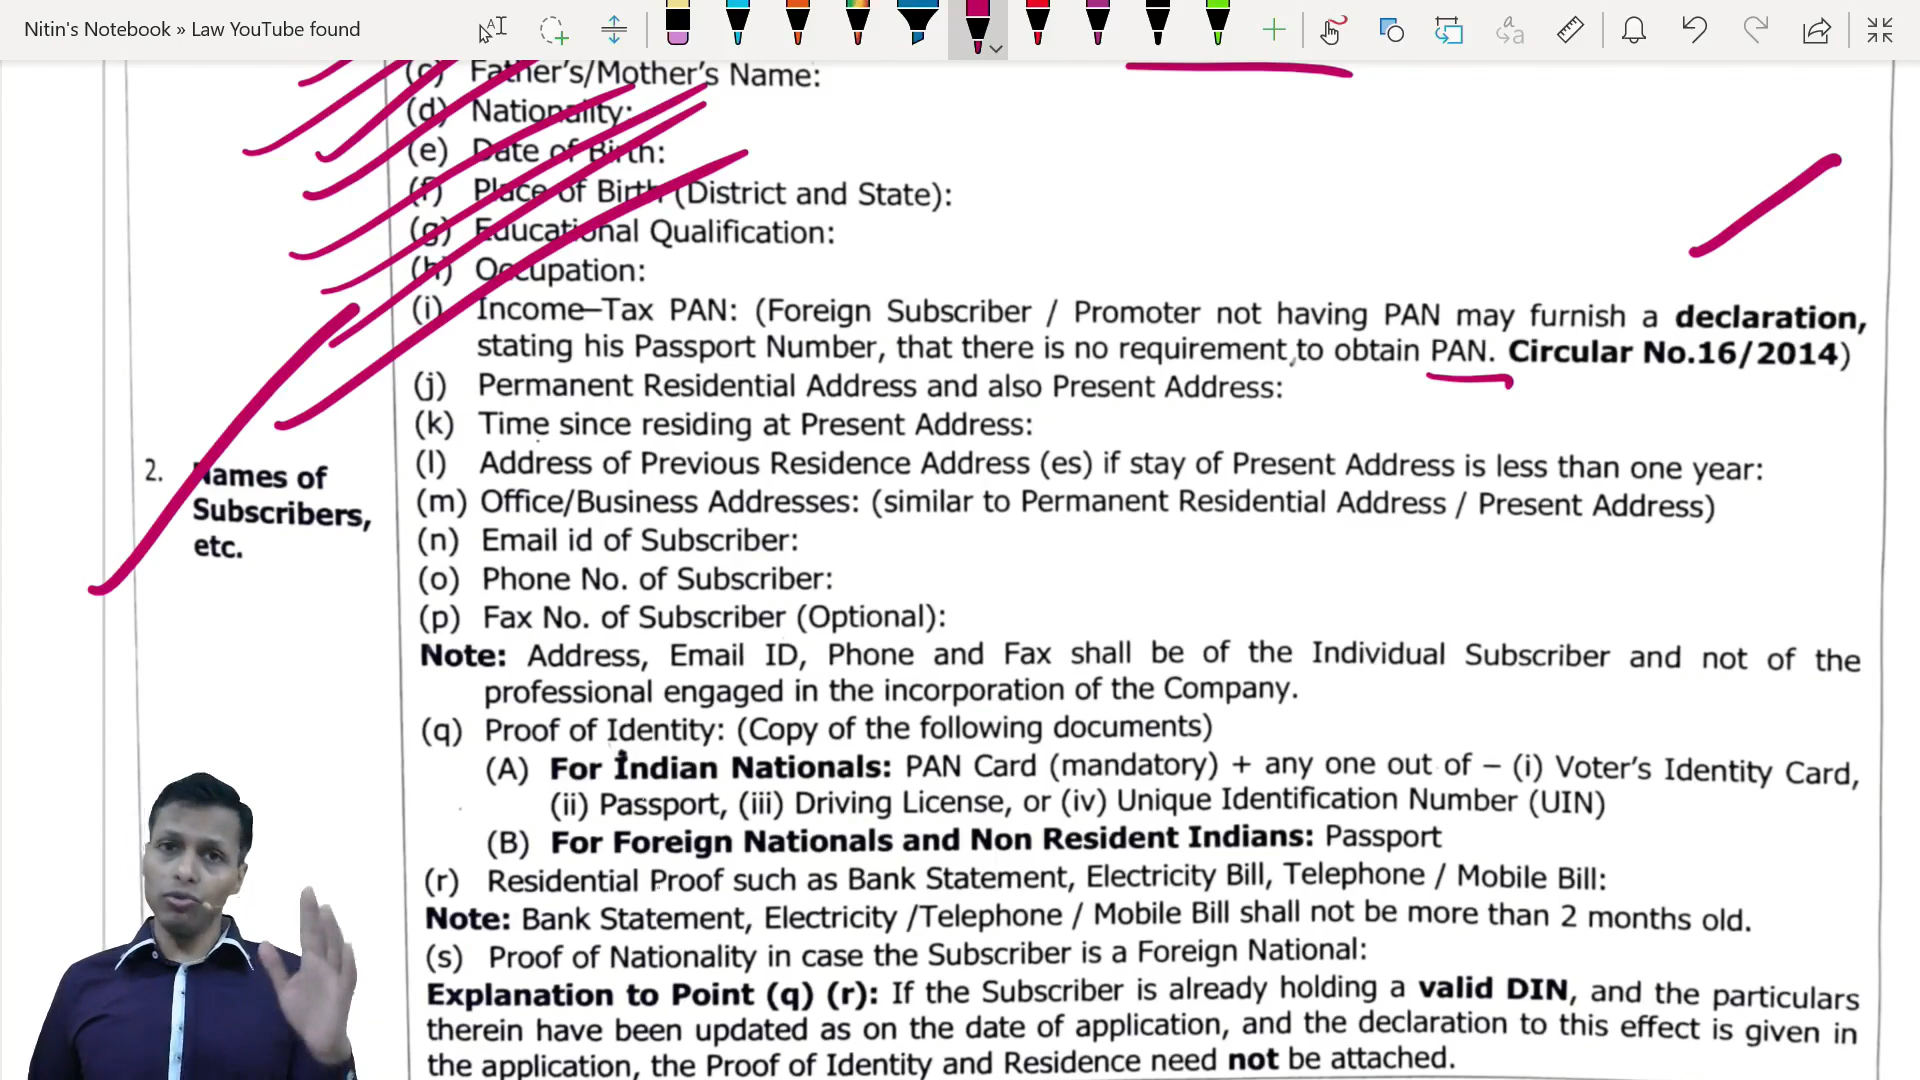 Nitin's Notebook » Law YouTube found
(c) Father's/Mother's Name:
(d) Nationality:
(e) Date of Birth:
(f) Place of Birth (District and State):
(g) Educational Qualification:
(h) Occupation:
(i) Income–Tax PAN: (Foreign Subscriber / Promoter not having PAN may furnish a declaration,
stating his Passport Number, that there is no requirement to obtain PAN. Circular No.16/2014)
(j) Permanent Residential Address and also Present Address:
(k) Time since residing at Present Address:
2. Names of
Subscribers,
etc.
(l) Address of Previous Residence Address (es) if stay of Present Address is less than one year:
(m) Office/Business Addresses: (similar to Permanent Residential Address / Present Address)
(n) Email id of Subscriber:
(o) Phone No. of Subscriber:
(p) Fax No. of Subscriber (Optional):
Note: Address, Email ID, Phone and Fax shall be of the Individual Subscriber and not of the
professional engaged in the incorporation of the Company.
(q) Proof of Identity: (Copy of the following documents)
(A) For Indian Nationals: PAN Card (mandatory) + any one out of – (i) Voter's Identity Card,
(ii) Passport, (iii) Driving License, or (iv) Unique Identification Number (UIN)
(B) For Foreign Nationals and Non Resident Indians: Passport
(r) Residential Proof such as Bank Statement, Electricity Bill, Telephone / Mobile Bill:
Note: Bank Statement, Electricity /Telephone / Mobile Bill shall not be more than 2 months old.
(s) Proof of Nationality in case the Subscriber is a Foreign National:
Explanation to Point (q) (r): If the Subscriber is already holding a valid DIN, and the particulars
therein have been updated as on the date of application, and the declaration to this effect is given in
the application, the Proof of Identity and Residence need not be attached.